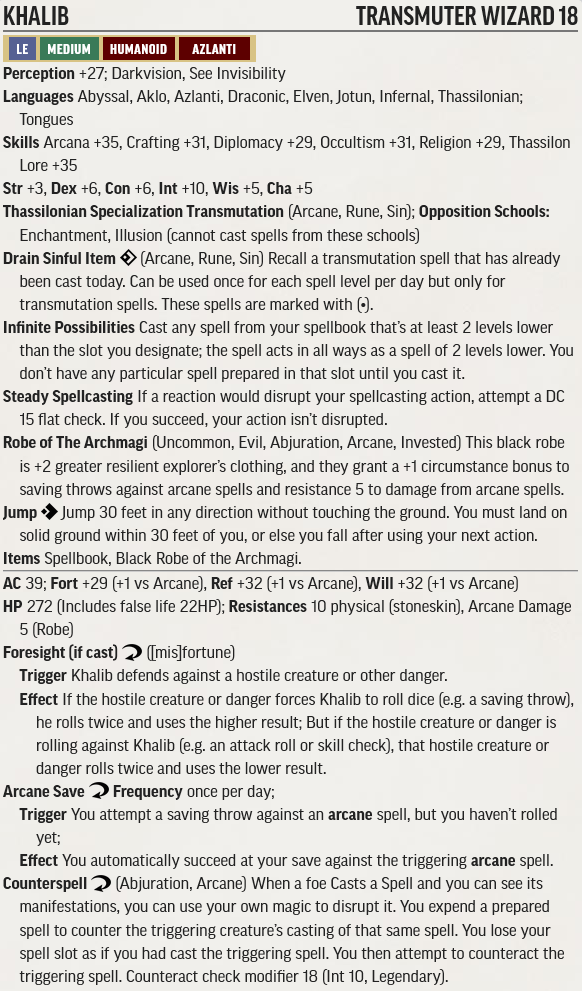 KHALIB TRANSMUTER WIZARD 18
LE MEDIUM HUMANOID AZLANTI
Perception +27; Darkvision, See Invisibility
Languages Abyssal, Aklo, Azlanti, Draconic, Elven, Jotun, Infernal, Thassilonian;
Tongues
Skills Arcana +35, Crafting +31, Diplomacy +29, Occultism +31, Religion +29, Thassilon
Lore +35
Str +3, Dex +6, Con +6, Int +10, Wis +5, Cha +5
Thassilonian Specialization Transmutation (Arcane, Rune, Sin); Opposition Schools:
Enchantment, Illusion (cannot cast spells from these schools)
Drain Sinful Item (Arcane, Rune, Sin) Recall a transmutation spell that has already
been cast today. Can be used once for each spell level per day but only for
transmutation spells. These spells are marked with (•).
Infinite Possibilities Cast any spell from your spellbook that's at least 2 levels lower
than the slot you designate; the spell acts in all ways as a spell of 2 levels lower. You
don't have any particular spell prepared in that slot until you cast it.
Steady Spellcasting If a reaction would disrupt your spellcasting action, attempt a DC
15 flat check. If you succeed, your action isn't disrupted.
Robe of The Archmagi (Uncommon, Evil, Abjuration, Arcane, Invested) This black robe
is +2 greater resilient explorer's clothing, and they grant a +1 circumstance bonus to
saving throws against arcane spells and resistance 5 to damage from arcane spells.
Jump Jump 30 feet in any direction without touching the ground. You must land on
solid ground within 30 feet of you, or else you fall after using your next action.
Items Spellbook, Black Robe of the Archmagi.
AC 39; Fort +29 (+1 vs Arcane), Ref +32 (+1 vs Arcane), Will +32 (+1 vs Arcane)
HP 272 (Includes false life 22HP); Resistances 10 physical (stoneskin), Arcane Damage
5 (Robe)
Foresight (if cast) ([mis]fortune)
Trigger Khalib defends against a hostile creature or other danger.
Effect If the hostile creature or danger forces Khalib to roll dice (e.g. a saving throw),
he rolls twice and uses the higher result; But if the hostile creature or danger is
rolling against Khalib (e.g. an attack roll or skill check), that hostile creature or
danger rolls twice and uses the lower result.
Arcane Save Frequency once per day;
Trigger You attempt a saving throw against an arcane spell, but you haven't rolled
yet;
Effect You automatically succeed at your save against the triggering arcane spell.
Counterspell (Abjuration, Arcane) When a foe Casts a Spell and you can see its
manifestations, you can use your own magic to disrupt it. You expend a prepared
spell to counter the triggering creature's casting of that same spell. You lose your
spell slot as if you had cast the triggering spell. You then attempt to counteract the
triggering spell. Counteract check modifier 18 (Int 10, Legendary).